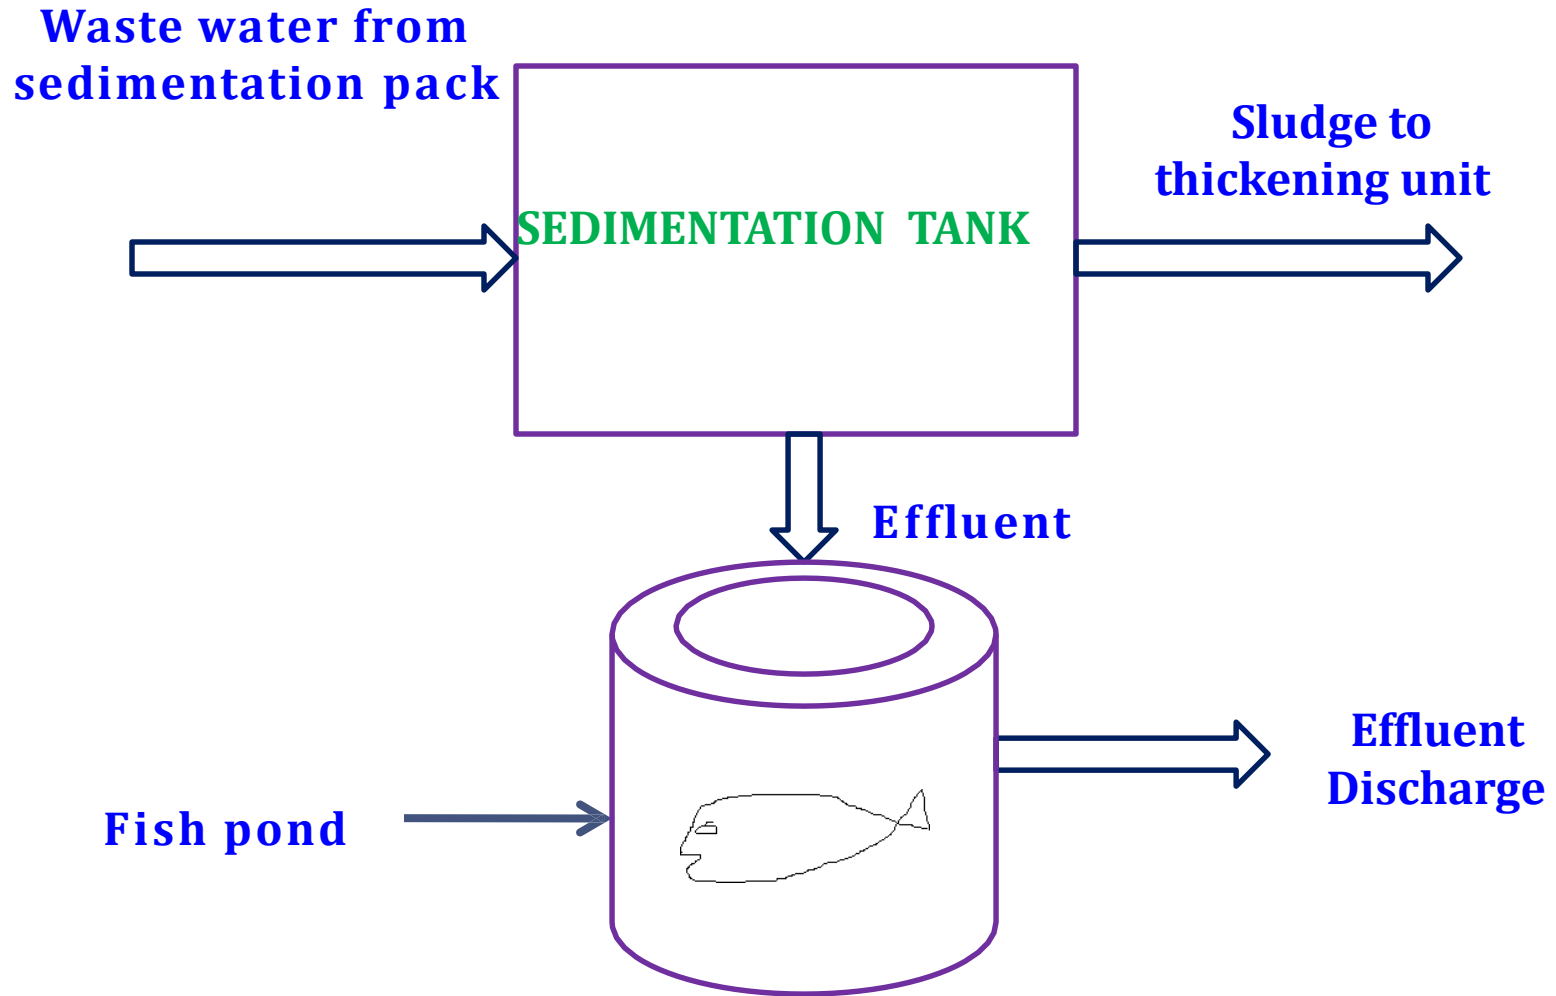 Waste water from
sedimentation pack
Sludge to
thickening unit
SEDIMENTATION TANK
Effluent
Effluent
Discharge
Fish pond